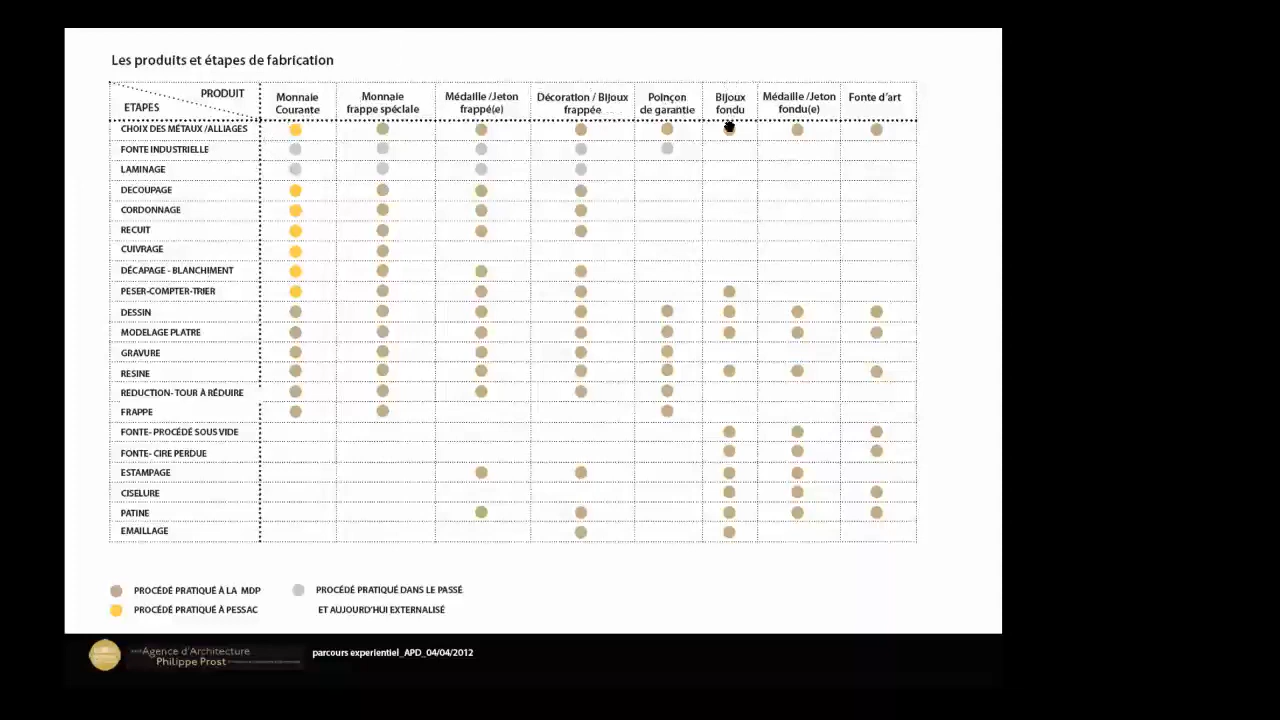 Les produits et étapes de fabrication
PRODUIT
ETAPES
Monnaie Courante
Monnaie frappe spéciale
Médaille /Jeton frappé(e)
Décoration / Bijoux frappée
Poinçon de garantie
Bijoux fondu
Médaille /Jeton fondu(e)
Fonte d'art
CHOIX DES MÉTAUX /ALLIAGES
FONTE INDUSTRIELLE
LAMINAGE
DECOUPAGE
CORDONNAGE
RECUIT
CUIVRAGE
DÉCAPAGE - BLANCHIMENT
PESER-COMPTER-TRIER
DESSIN
MODELAGE PLATRE
GRAVURE
RESINE
REDUCTION- TOUR À RÉDUIRE
FRAPPE
FONTE- PROCÉDÉ SOUS VIDE
FONTE- CIRE PERDUE
ESTAMPAGE
CISELURE
PATINE
EMAILLAGE
PROCÉDÉ PRATIQUÉ À LA MDP
PROCÉDÉ PRATIQUÉ DANS LE PASSÉ
PROCÉDÉ PRATIQUÉ À PESSAC
ET AUJOURD'HUI EXTERNALISÉ
Agence d'Architecture
Philippe Prost
parcours experientiel_APD_04/04/2012